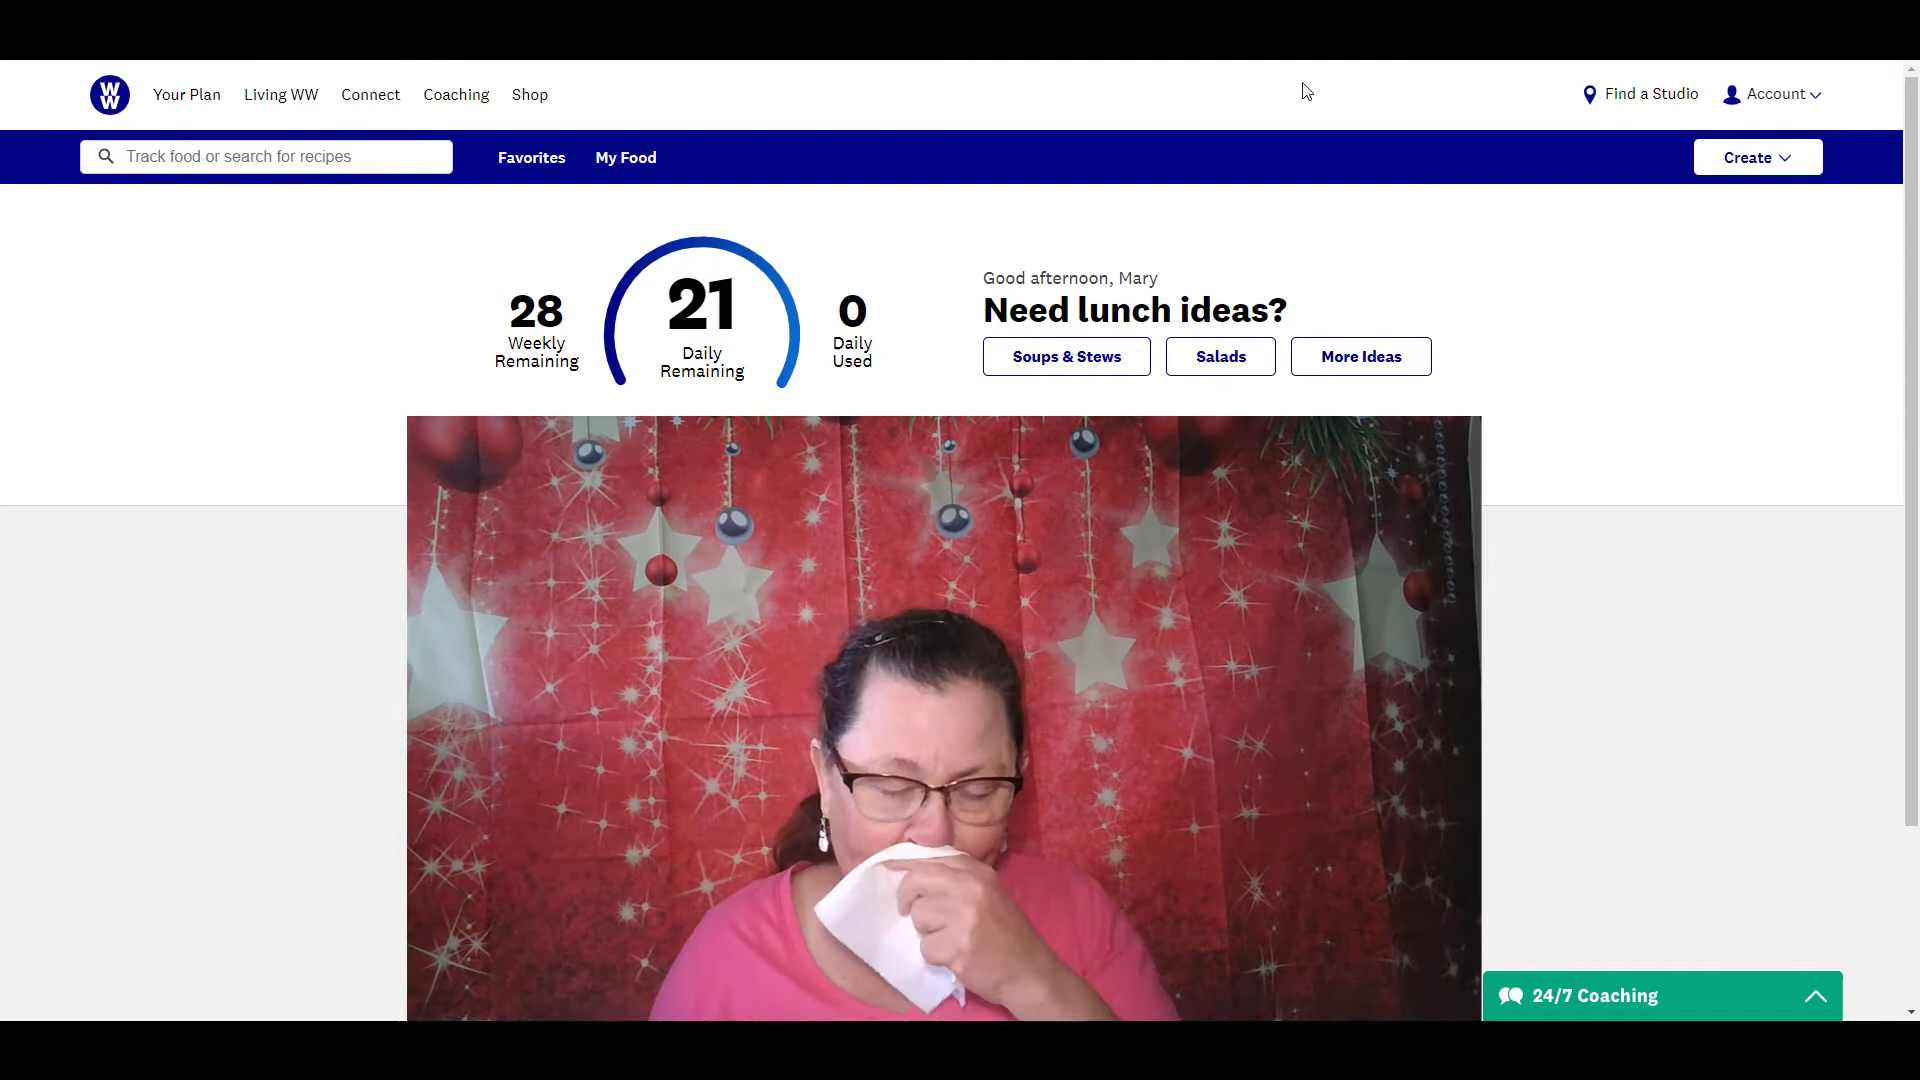 WW
Your Plan
Living WW
Connect
Coaching
Shop
Find a Studio
Account
Track food or search for recipes
Favorites
My Food
Create
28
Weekly
Remaining
21
Daily
Remaining
0
Daily
Used
Good afternoon, Mary
Need lunch ideas?
Soups & Stews
Salads
More Ideas
24/7 Coaching